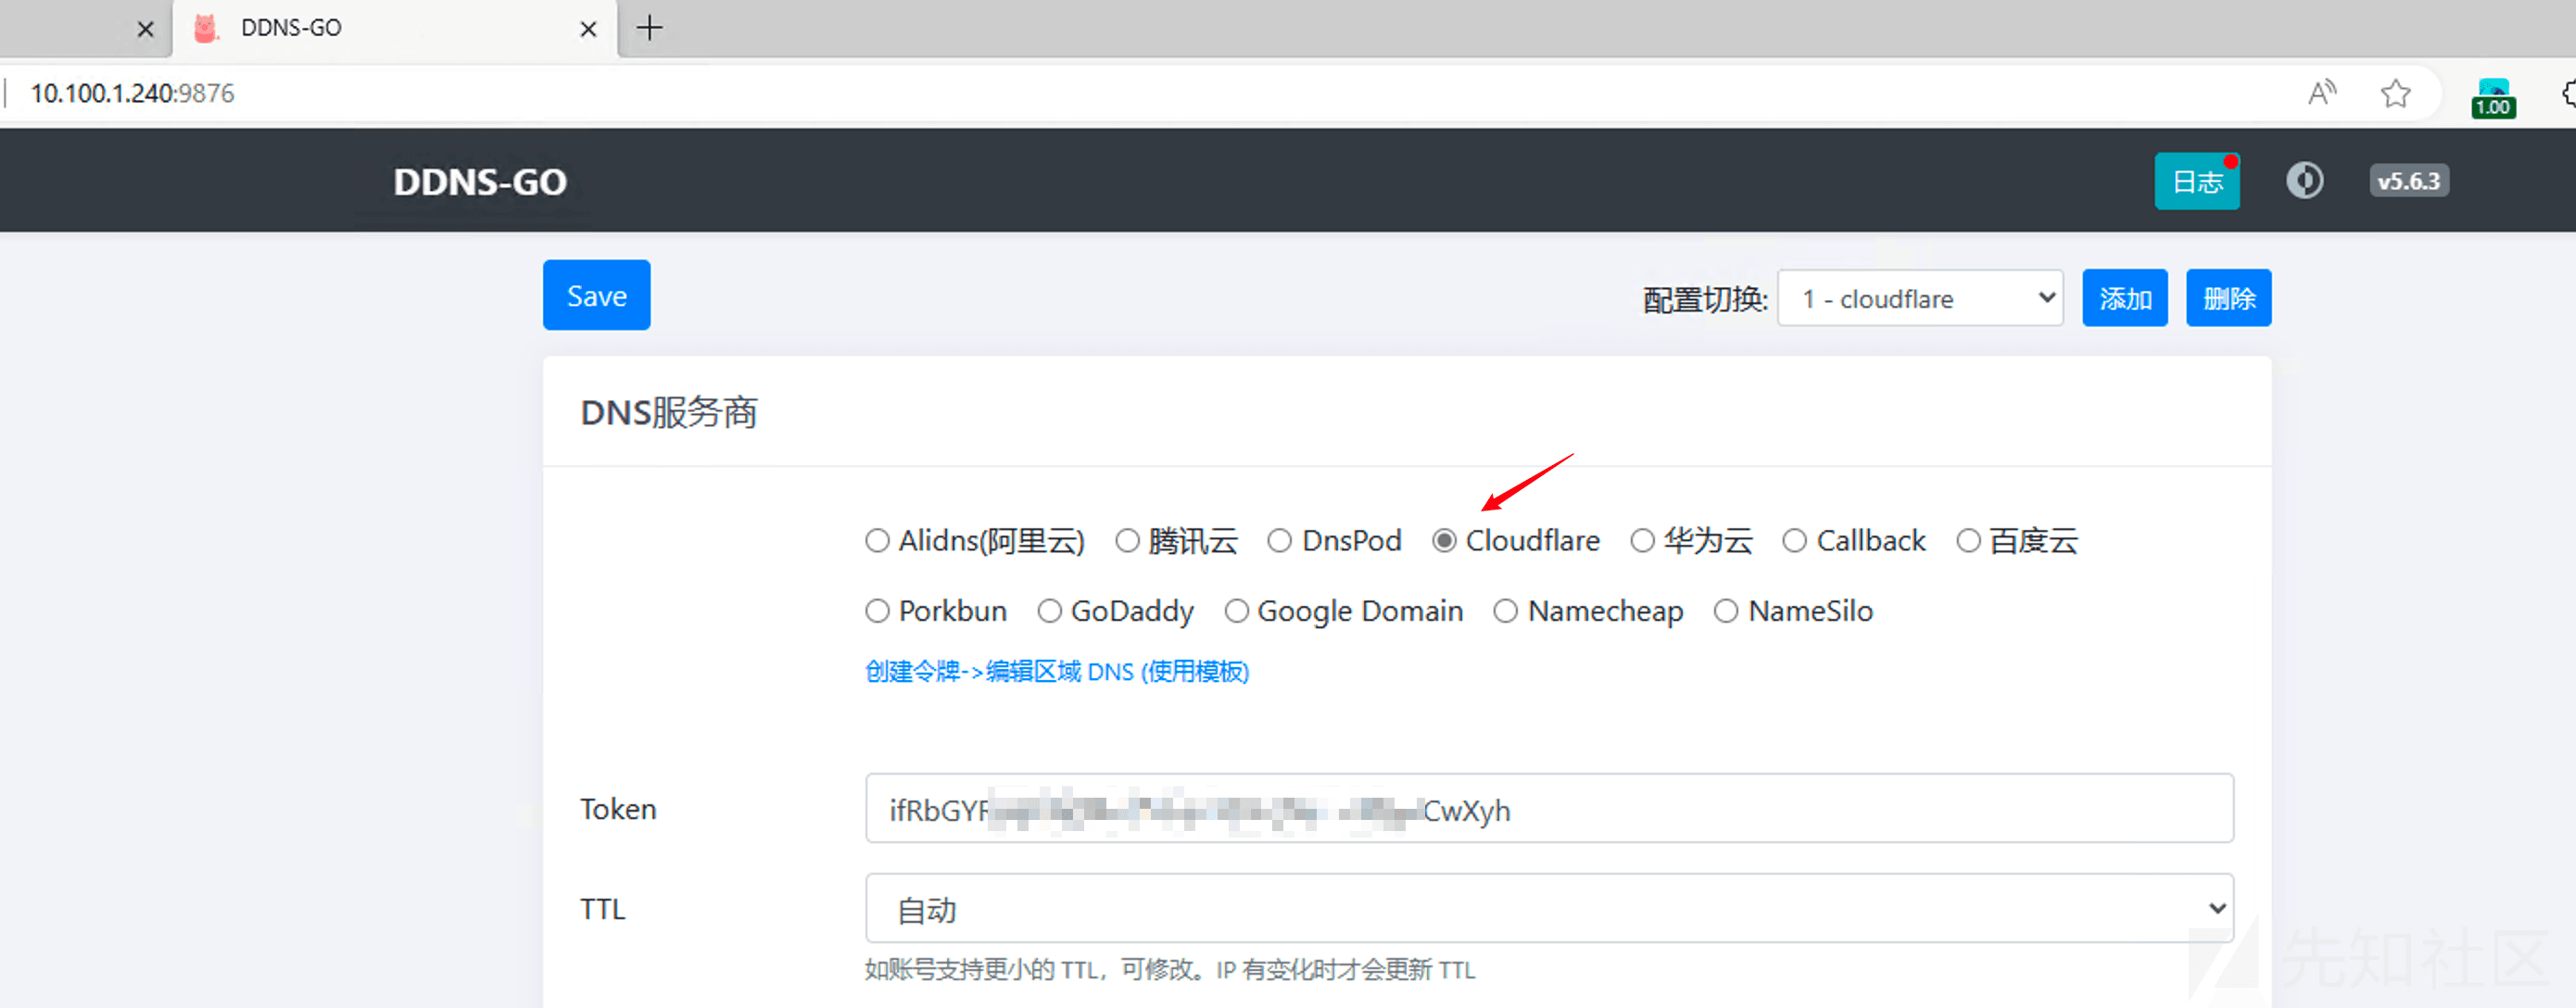 DDNS-GO
10.100.1.240:9876
1.00
DDNS-GO
日志
v5.6.3
Save
配置切换: 1 - cloudflare 添加 删除
DNS服务商
Alidns(阿里云) 腾讯云 DnsPod Cloudflare 华为云 Callback 百度云
Porkbun GoDaddy Google Domain Namecheap NameSilo
创建令牌->编辑区域 DNS (使用模板)
Token
ifRbGYR CwXyh
TTL
自动
如账号支持更小的 TTL，可修改。IP 有变化时才会更新 TTL
先知社区